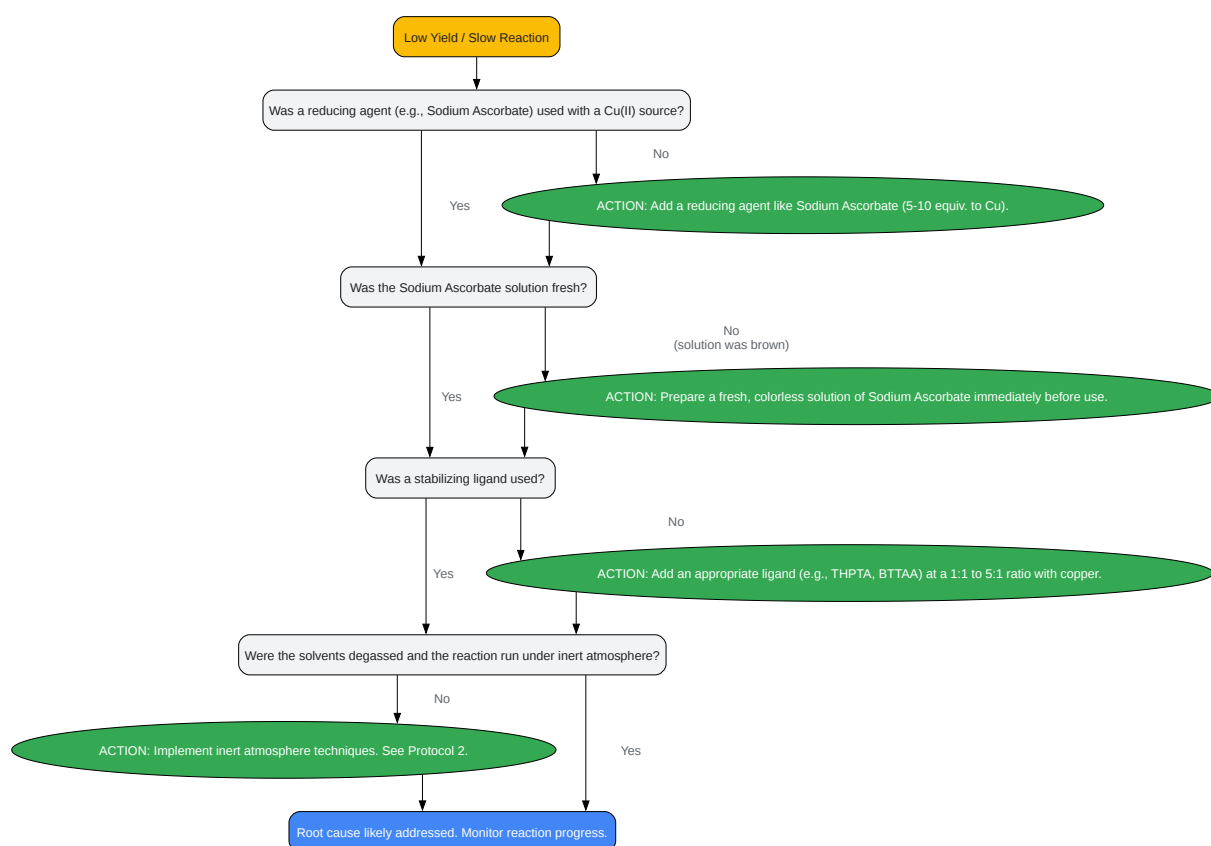 Low Yield / Slow Reaction
Was a reducing agent (e.g., Sodium Ascorbate) used with a Cu(II) source?
No
Yes
ACTION: Add a reducing agent like Sodium Ascorbate (5-10 equiv. to Cu).
Was the Sodium Ascorbate solution fresh?
No
(solution was brown)
Yes
ACTION: Prepare a fresh, colorless solution of Sodium Ascorbate immediately before use.
Was a stabilizing ligand used?
No
Yes
ACTION: Add an appropriate ligand (e.g., THPTA, BTTAA) at a 1:1 to 5:1 ratio with copper.
Were the solvents degassed and the reaction run under inert atmosphere?
No
ACTION: Implement inert atmosphere techniques. See Protocol 2.
Yes
Root cause likely addressed. Monitor reaction progress.